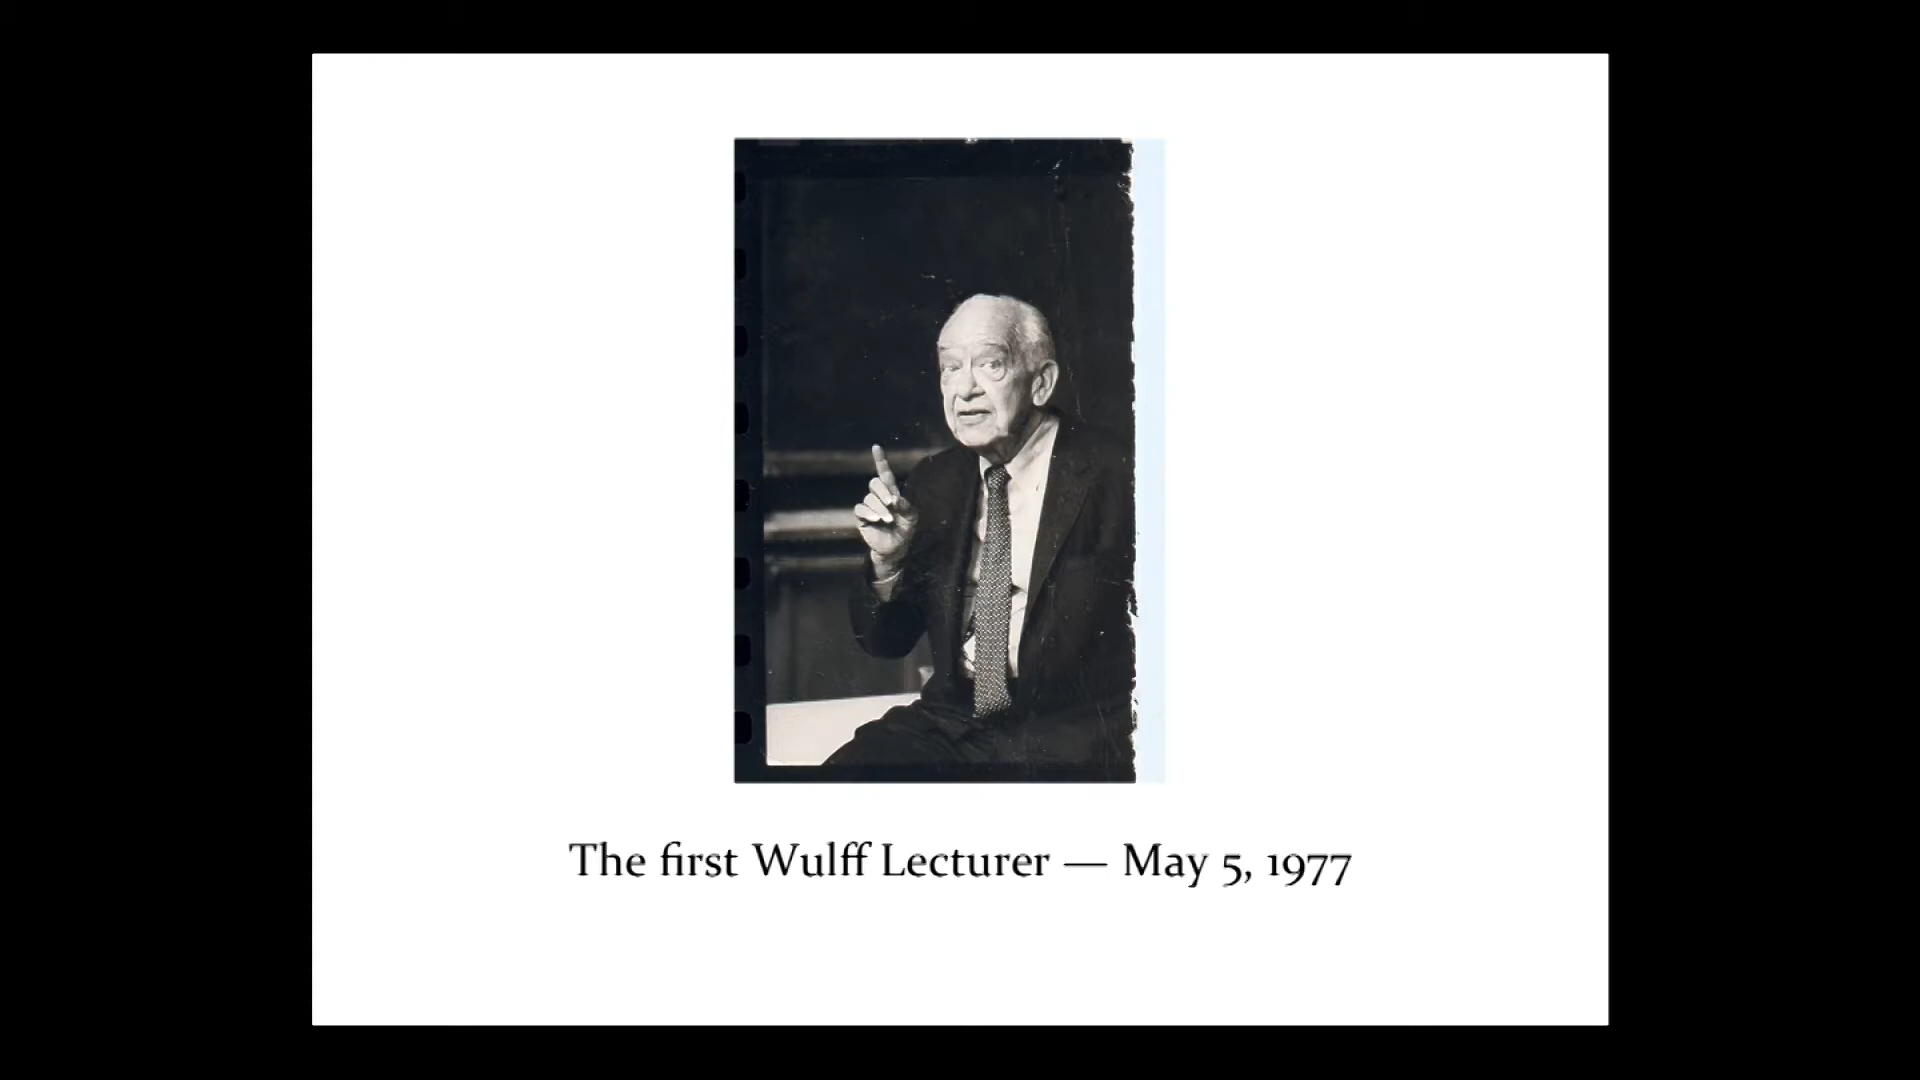 The first Wulff Lecturer — May 5, 1977